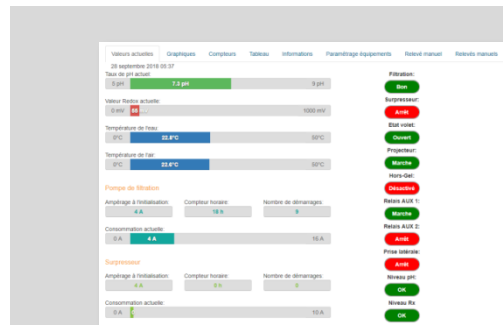 Valeurs actuelles Graphiques Compteurs Tableau Informations Paramétrage équipements Relevé manuel Relevés manuels
28 septembre 2018 05:37
Taux de pH actuel:
5 pH 7.3 pH 9 pH
Valeur Redox actuelle:
0 mV 1000 mV
Température de l'eau:
0°C 22.8°C 50°C
Température de l'air:
0°C 22.6°C 50°C
Pompe de filtration
Ampérage à l'initialisation: Compteur horaire: Nombre de démarrages:
4 A 18 h 9
Consommation actuelle:
0 A 4 A 16 A
Surpresseur
Ampérage à l'initialisation: Compteur horaire: Nombre de démarrages:
4 A 0 h 0
Consommation actuelle:
0 A 10 A
Filtration:
Bon
Surpresseur:
Arrêt
Etat volet:
Ouvert
Projecteur:
Marche
Hors-Gel:
Désactivé
Relais AUX 1:
Marche
Relais AUX 2:
Arrêt
Prise latérale:
Arrêt
Niveau pH:
OK
Niveau Rx
OK